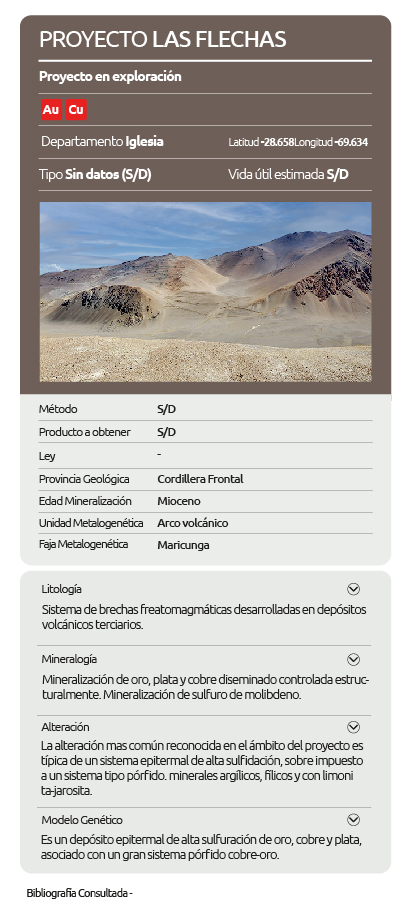 PROYECTO LAS FLECHAS
Proyecto en exploración
Au Cu
Departamento Iglesia Latitud -28.658Longitud -69.634
Tipo Sin datos (S/D) Vida útil estimada S/D
Método S/D
Producto a obtener S/D
Ley -
Provincia Geológica Cordillera Frontal
Edad Mineralización Mioceno
Unidad Metalogenética Arco volcánico
Faja Metalogenética Maricunga
Litología
Sistema de brechas freatomagmáticas desarrolladas en depósitos
volcánicos terciarios.
Mineralogía
Mineralización de oro, plata y cobre diseminado controlada estruc-
turalmente. Mineralización de sulfuro de molibdeno.
Alteración
La alteración mas común reconocida en el ámbito del proyecto es
típica de un sistema epitermal de alta sulfidación, sobre impuesto
a un sistema tipo pórfido. minerales argílicos, fílicos y con limoni
ta-jarosita.
Modelo Genético
Es un depósito epitermal de alta sulfuración de oro, cobre y plata,
asociado con un gran sistema pórfido cobre-oro.
Bibliografía Consultada -